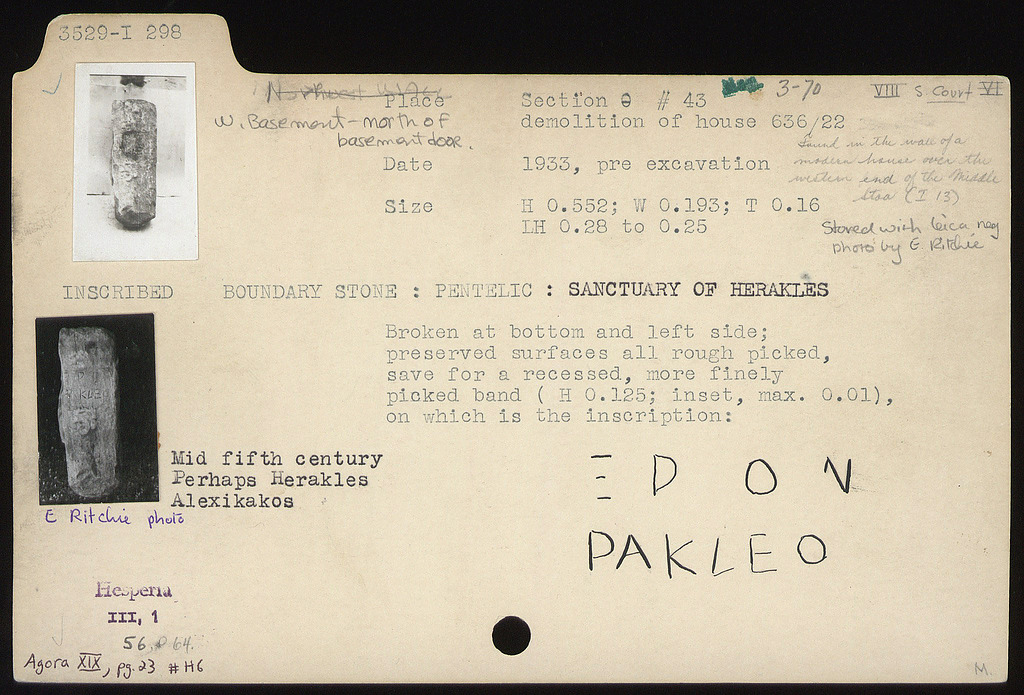 3529-I 298
Place
Section Θ # 43
3-70
VIII S. Court VI
W. Basement - north of
basement door.
demolition of house 636/22
found in the wall of a
modern house over the
western end of the Middle
Stoa (I 13)
Date
1933, pre excavation
Size
H 0.552; W 0.193; T 0.16
LH 0.28 to 0.25
Stored with leica neg
photo by E. Ritchie
INSCRIBED BOUNDARY STONE : PENTELIC : SANCTUARY OF HERAKLES
Broken at bottom and left side;
preserved surfaces all rough picked,
save for a recessed, more finely
picked band ( H 0.125; inset, max. 0.01),
on which is the inscription:
Mid fifth century
Perhaps Herakles
Alexikakos
E Ritchie photo
ΞPON
PAKLEO
Hesperia
III, 1
56, p 64.
Agora XIX, pg. 23 # H6
M.